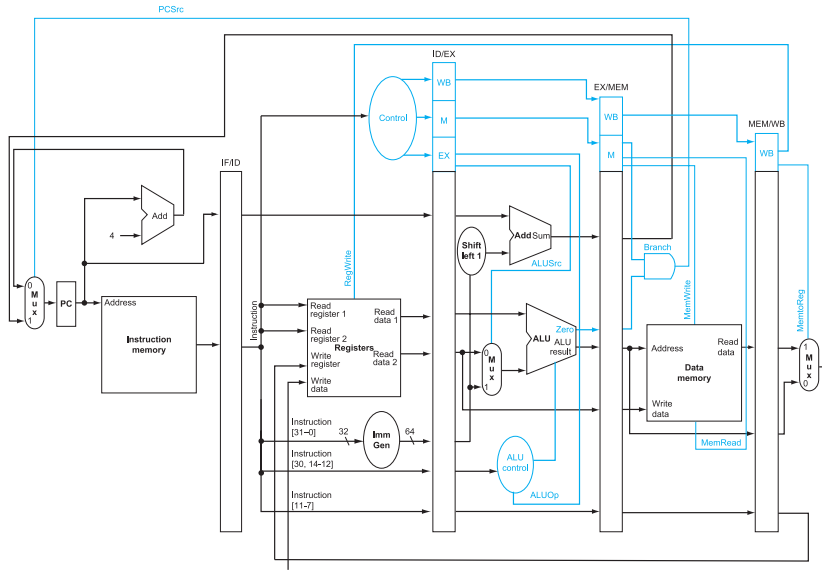 PCSrc
ID/EX
WB
Control
M
EX
EX/MEM
WB
M
MEM/WB
WB
IF/ID
Add
4
Shift
left 1
Add Sum
Branch
ALUSrc
RegWrite
MemWrite
MemtoReg
0
M
u
x
1
PC
Address
Instruction
memory
Instruction
Read
register 1
Read
data 1
Read
register 2
Registers
Read
data 2
Write
register
Write
data
0
M
u
x
1
Zero
ALU
ALU
result
Address
Read
data
Data
memory
Write
data
MemRead
1
M
u
x
0
Instruction
[31–0]
32
Imm
Gen
64
Instruction
[30, 14–12]
ALU
control
ALUOp
Instruction
[11–7]